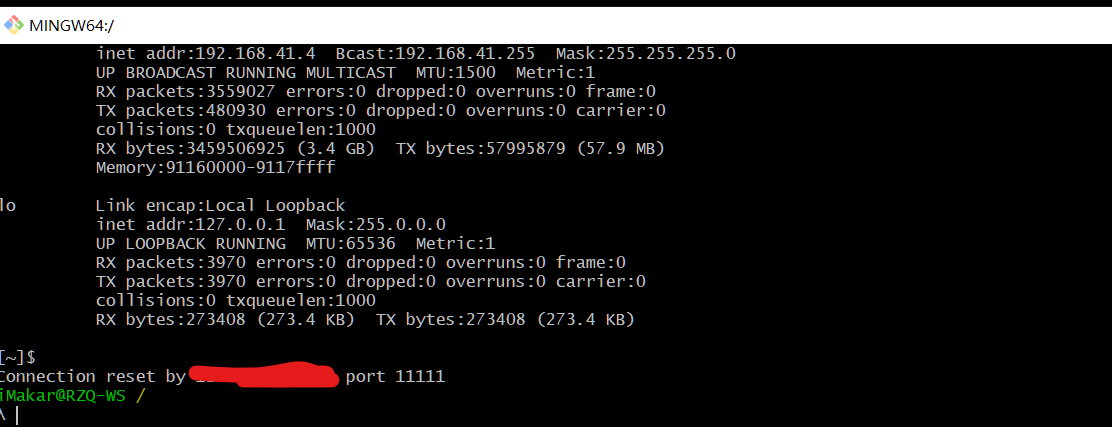 MINGW64:/
inet addr:192.168.41.4  Bcast:192.168.41.255  Mask:255.255.255.0
UP BROADCAST RUNNING MULTICAST  MTU:1500  Metric:1
RX packets:3559027 errors:0 dropped:0 overruns:0 frame:0
TX packets:480930 errors:0 dropped:0 overruns:0 carrier:0
collisions:0 txqueuelen:1000
RX bytes:3459506925 (3.4 GB)  TX bytes:57995879 (57.9 MB)
Memory:91160000-9117ffff
lo        Link encap:Local Loopback
inet addr:127.0.0.1  Mask:255.0.0.0
UP LOOPBACK RUNNING  MTU:65536  Metric:1
RX packets:3970 errors:0 dropped:0 overruns:0 frame:0
TX packets:3970 errors:0 dropped:0 overruns:0 carrier:0
collisions:0 txqueuelen:1000
RX bytes:273408 (273.4 KB)  TX bytes:273408 (273.4 KB)
[~]$
Connection reset by port 11111
iMakar@RZQ-WS /